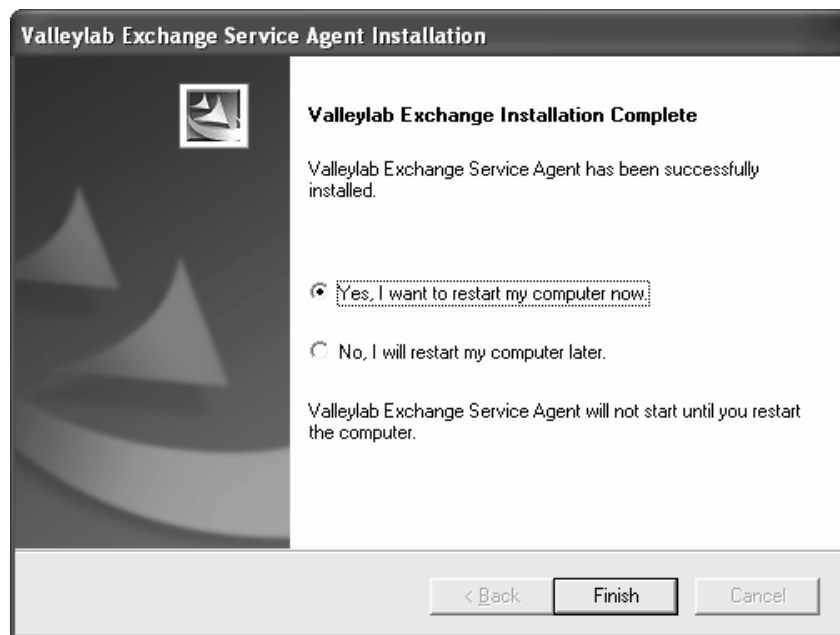 Valleylab Exchange Service Agent Installation
Valleylab Exchange Installation Complete
Valleylab Exchange Service Agent has been successfully
installed.
Yes, I want to restart my computer now.
No, I will restart my computer later.
Valleylab Exchange Service Agent will not start until you restart
the computer.
< Back Finish Cancel